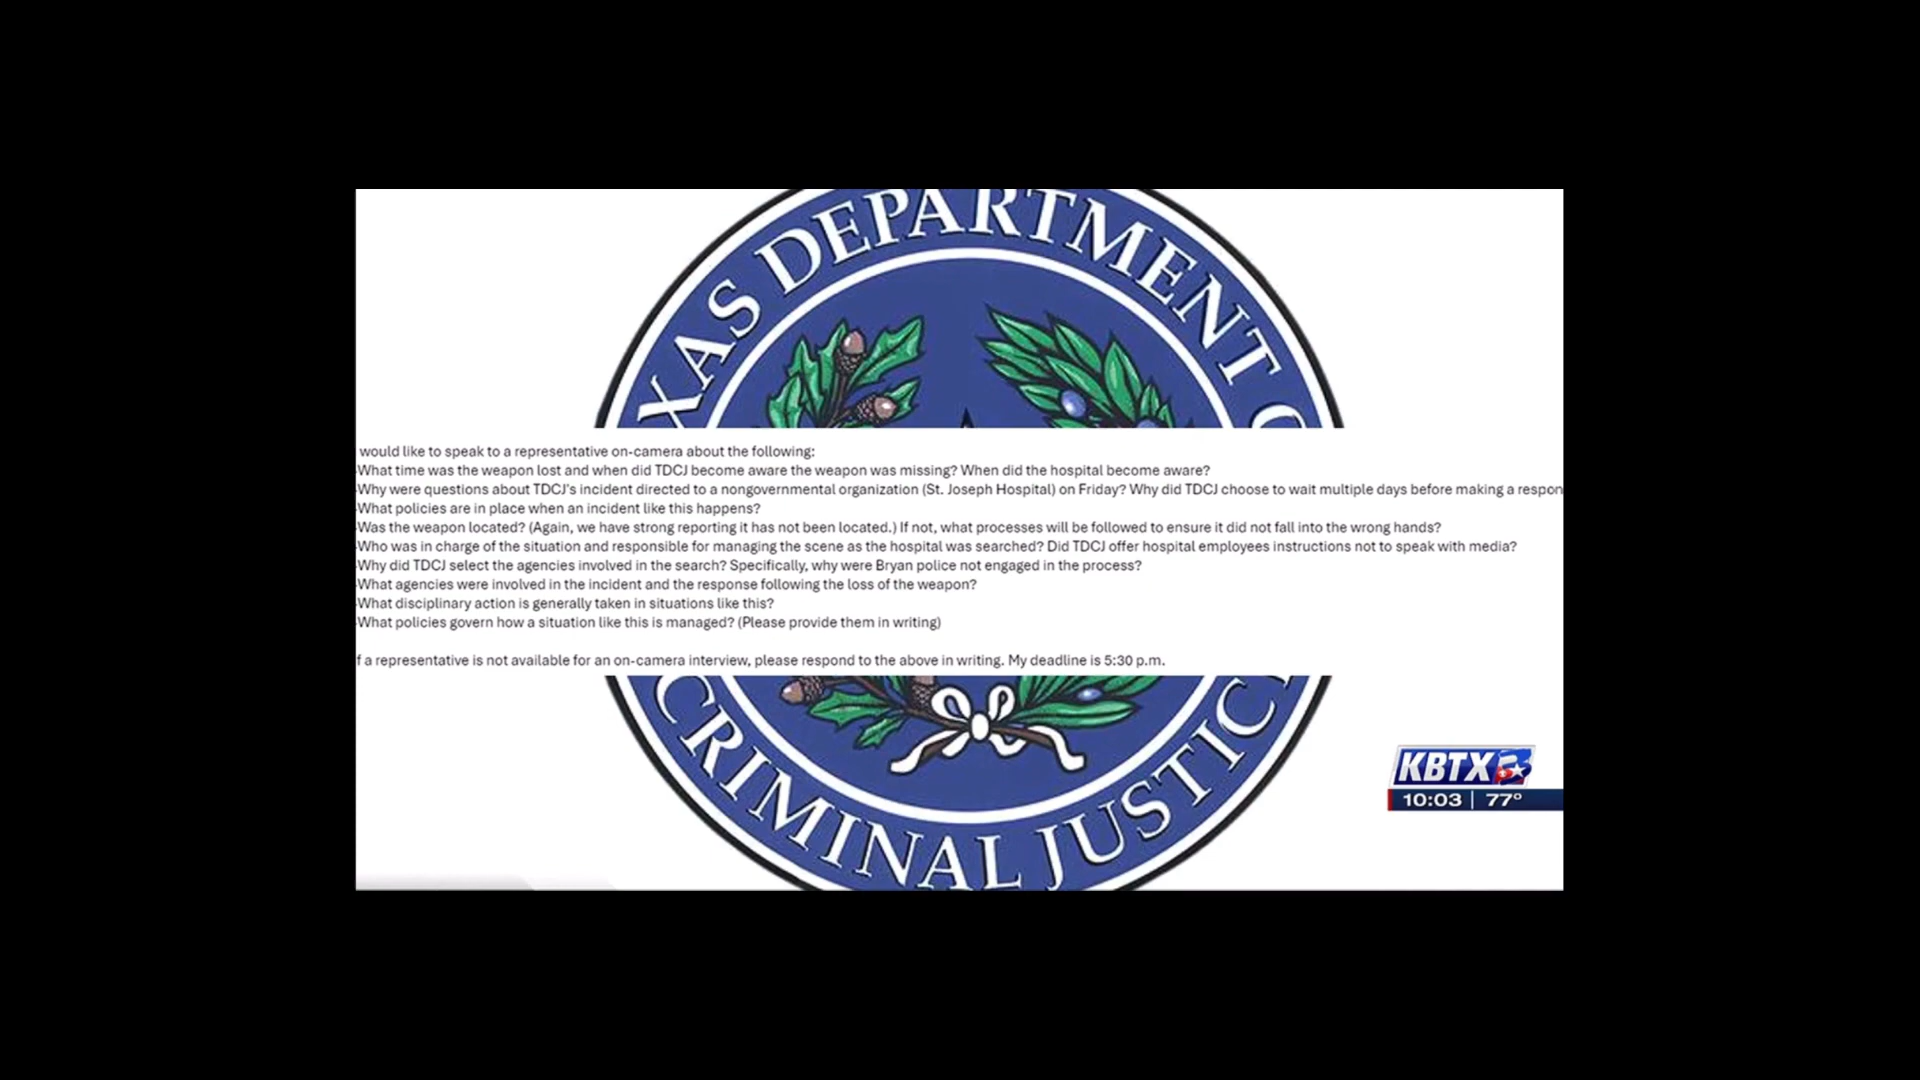 XAS DEPARTMENT O
would like to speak to a representative on-camera about the following:
-What time was the weapon lost and when did TDCJ become aware the weapon was missing? When did the hospital become aware?
-Why were questions about TDCJ's incident directed to a nongovernmental organization (St. Joseph Hospital) on Friday? Why did TDCJ choose to wait multiple days before making a respon
-What policies are in place when an incident like this happens?
-Was the weapon located? (Again, we have strong reporting it has not been located.) If not, what processes will be followed to ensure it did not fall into the wrong hands?
-Who was in charge of the situation and responsible for managing the scene as the hospital was searched? Did TDCJ offer hospital employees instructions not to speak with media?
-Why did TDCJ select the agencies involved in the search? Specifically, why were Bryan police not engaged in the process?
-What agencies were involved in the incident and the response following the loss of the weapon?
-What disciplinary action is generally taken in situations like this?
-What policies govern how a situation like this is managed? (Please provide them in writing)
f a representative is not available for an on-camera interview, please respond to the above in writing. My deadline is 5:30 p.m.
CRIMINAL JUSTIC
KBTX 3
10:03 77°